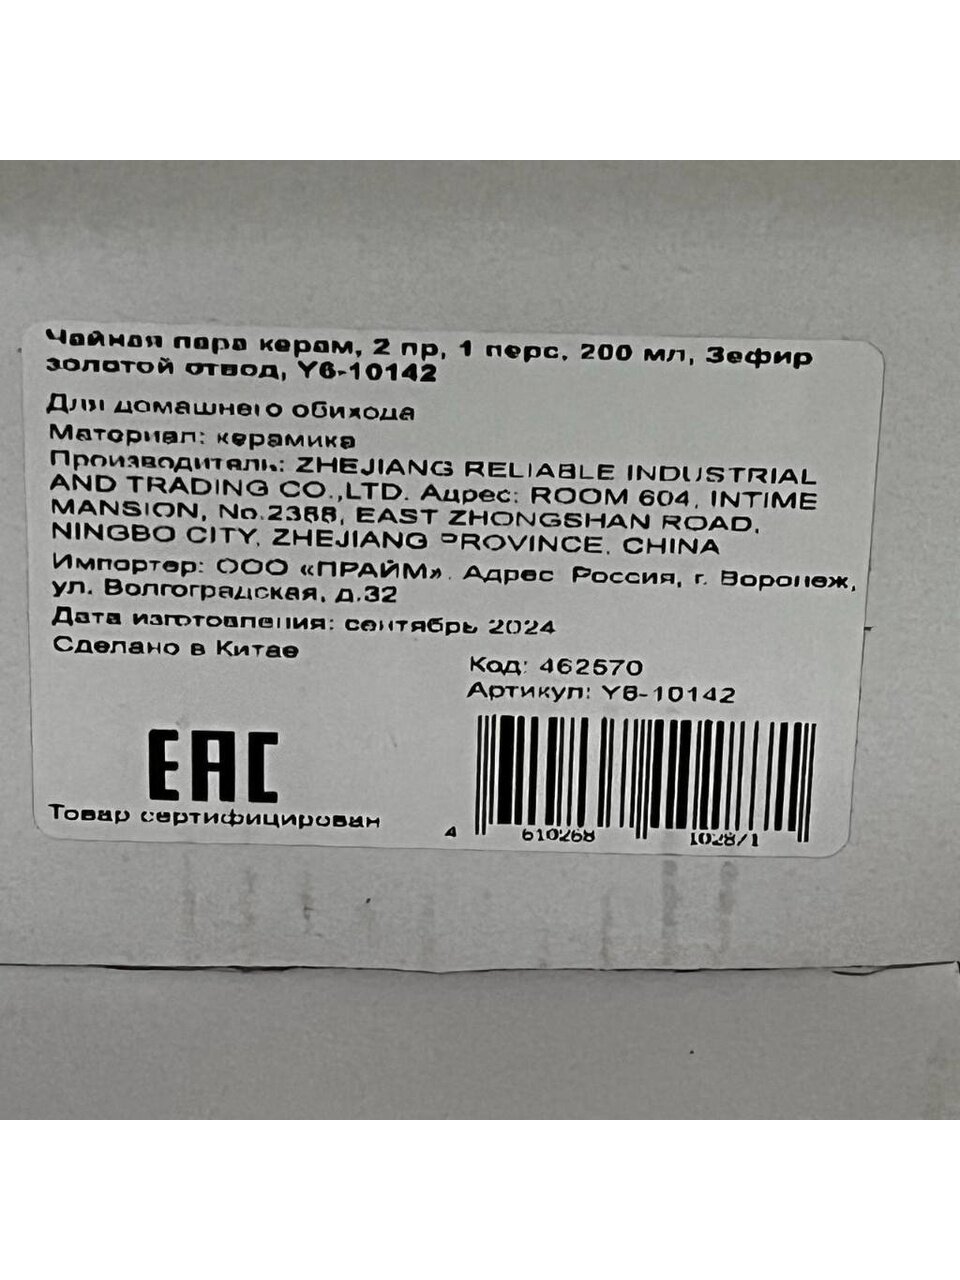 Чайная пара керам, 2 пр, 1 перс. 200 мл, Зефир
золотой отвод, Y6-10142
Для домашнего обихода
Материал: керамика
Производитель: ZHEJIANG RELIABLE INDUSTRIAL
AND TRADING CO.,LTD. Адрес: ROOM 604, INTIME
MANSION, No.2388, EAST ZHONGSHAN ROAD,
NINGBO CITY, ZHEJIANG PROVINCE, CHINA
Импортер: ООО «ПРАЙМ». Адрес Россия, г. Воронеж,
ул. Волгоградская, д.32
Дата изготовления: сентябрь 2024
Сделано в Китае
Код: 462570
Артикул: Y6-10142
EAC
Товар сертифицирован
4 610268 102871